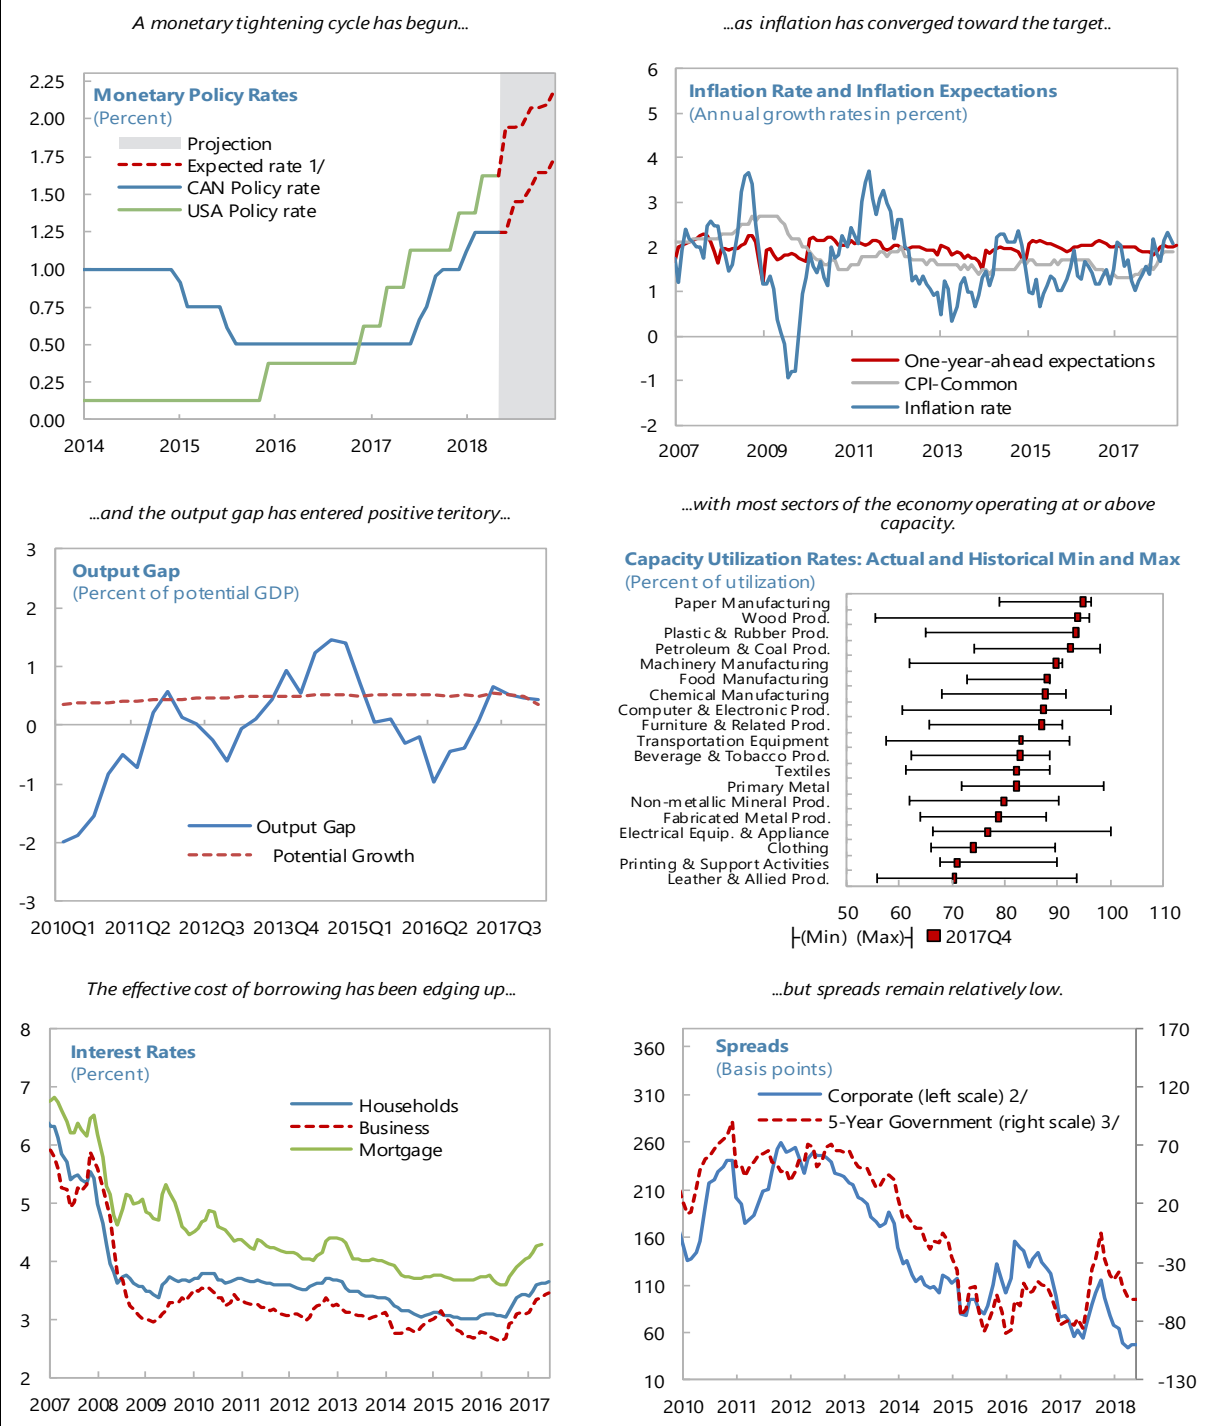 A monetary tightening cycle has begun...
2.25
2.00
1.75
1.50
1.25
1.00
0.75
0.50
0.25
0.00
Monetary Policy Rates
(Percent)
Projection
Expected rate 1/
CAN Policy rate
USA Policy rate
2014 2015 2016 2017 2018
...as inflation has converged toward the target..
6
5
4
3
2
1
0
-1
-2
Inflation Rate and Inflation Expectations
(Annual growth rates in percent)
One-year-ahead expectations
CPI-Common
Inflation rate
2007 2009 2011 2013 2015 2017
...and the output gap has entered positive teritory...
3
2
1
0
-1
-2
-3
Output Gap
(Percent of potential GDP)
Output Gap
Potential Growth
2010Q1 2011Q2 2012Q3 2013Q4 2015Q1 2016Q2 2017Q3
...with most sectors of the economy operating at or above
capacity.
Capacity Utilization Rates: Actual and Historical Min and Max
(Percent of utilization)
Paper Manufacturing
Wood Prod.
Plastic & Rubber Prod.
Petroleum & Coal Prod.
Machinery Manufacturing
Food Manufacturing
Chemical Manufacturing
Computer & Electronic Prod.
Furniture & Related Prod.
Transportation Equipment
Beverage & Tobacco Prod.
Textiles
Primary Metal
Non-metallic Mineral Prod.
Fabricated Metal Prod.
Electrical Equip. & Appliance
Clothing
Printing & Support Activities
Leather & Allied Prod.
50 60 70 80 90 100 110
(Min) (Max) 2017Q4
The effective cost of borrowing has been edging up...
8
7
6
5
4
3
2
Interest Rates
(Percent)
Households
Business
Mortgage
2007 2008 2009 2010 2011 2012 2013 2014 2015 2016 2017
...but spreads remain relatively low.
360
310
260
210
160
110
60
10
Spreads
(Basis points)
Corporate (left scale) 2/
5-Year Government (right scale) 3/
170
120
70
20
-30
-80
-130
2010 2011 2012 2013 2014 2015 2016 2017 2018